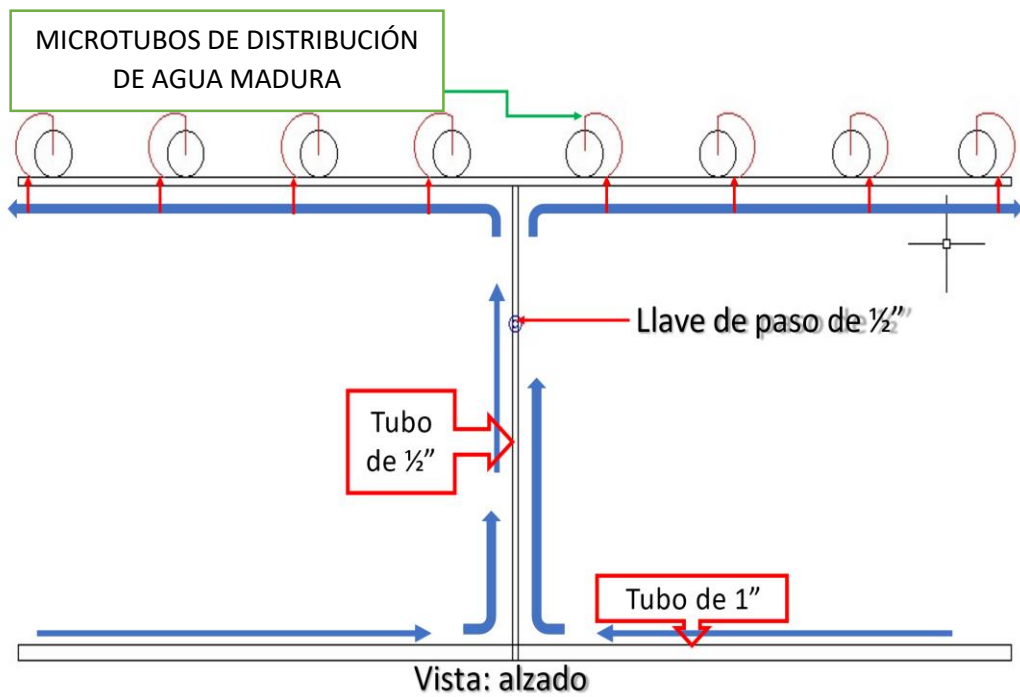 MICROTUBOS DE DISTRIBUCIÓN
DE AGUA MADURA
Llave de paso de ½”
Tubo
de ½”
Tubo de 1”
Vista: alzado